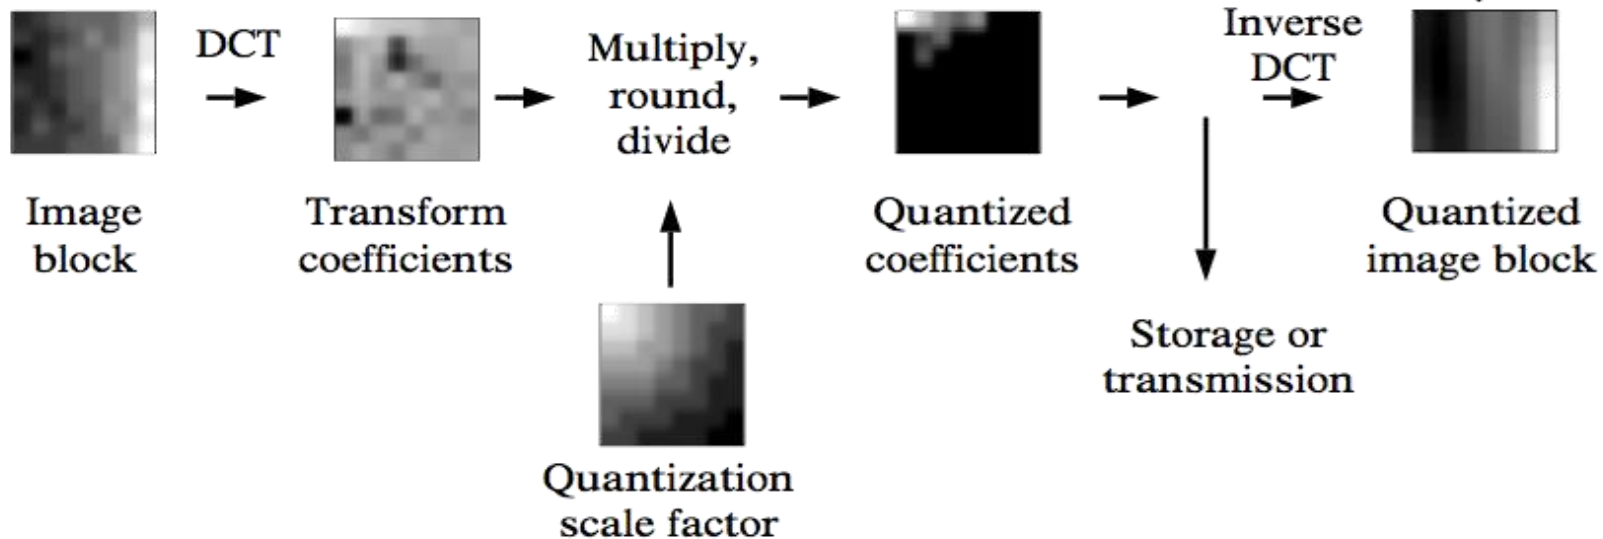 DCT
Multiply,
round,
divide
Inverse
DCT
Image
block
Transform
coefficients
Quantized
coefficients
Quantized
image block
Storage or
transmission
Quantization
scale factor